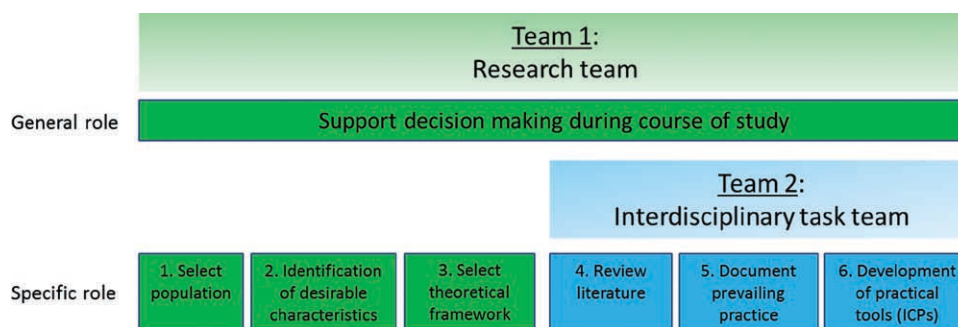 Team 1:
Research team
General role
Support decision making during course of study
Team 2:
Interdisciplinary task team
Specific role
1. Select
population
2. Identification
of desirable
characteristics
3. Select
theoretical
framework
4. Review
literature
5. Document
prevailing
practice
6. Development
of practical
tools (ICPs)